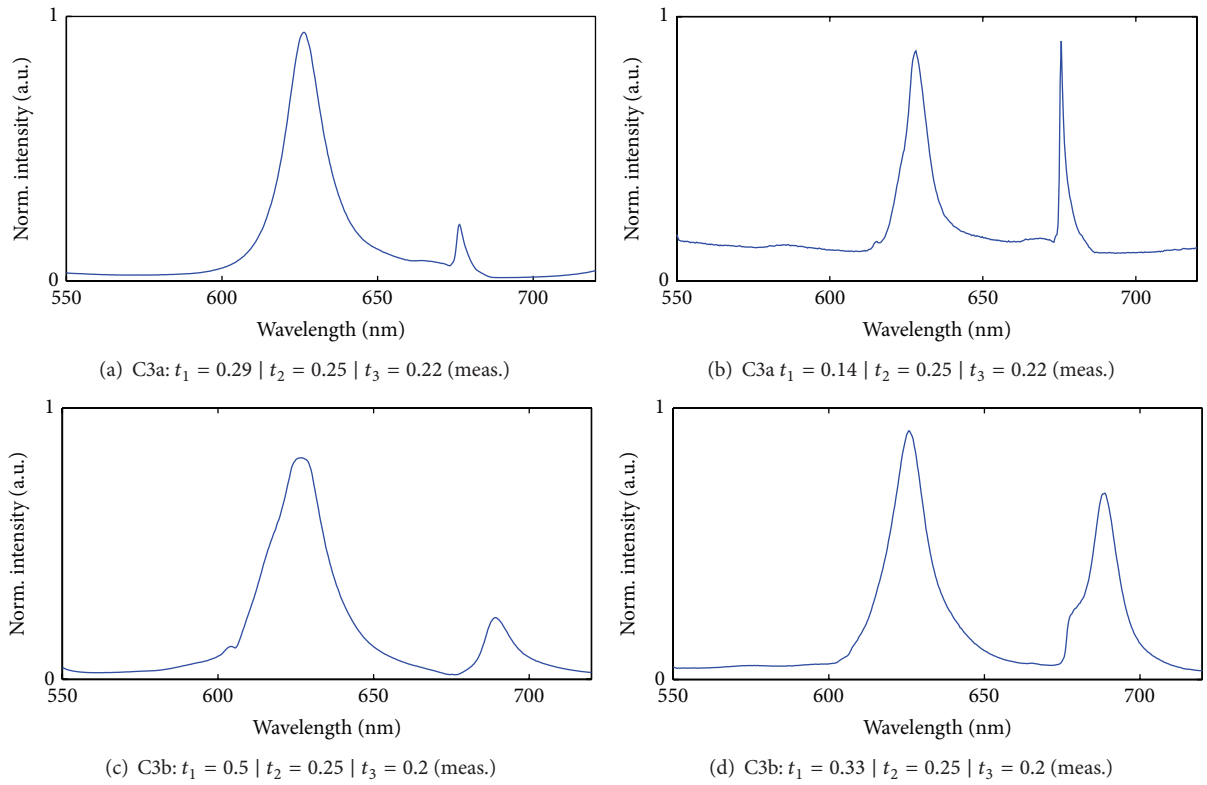 1
Norm. intensity (a.u.)
0
550 600 650 700
Wavelength (nm)
(a) C3a: t₁ = 0.29 | t₂ = 0.25 | t₃ = 0.22 (meas.)
1
Norm. intensity (a.u.)
0
550 600 650 700
Wavelength (nm)
(b) C3a t₁ = 0.14 | t₂ = 0.25 | t₃ = 0.22 (meas.)
1
Norm. intensity (a.u.)
0
550 600 650 700
Wavelength (nm)
(c) C3b: t₁ = 0.5 | t₂ = 0.25 | t₃ = 0.2 (meas.)
1
Norm. intensity (a.u.)
0
550 600 650 700
Wavelength (nm)
(d) C3b: t₁ = 0.33 | t₂ = 0.25 | t₃ = 0.2 (meas.)